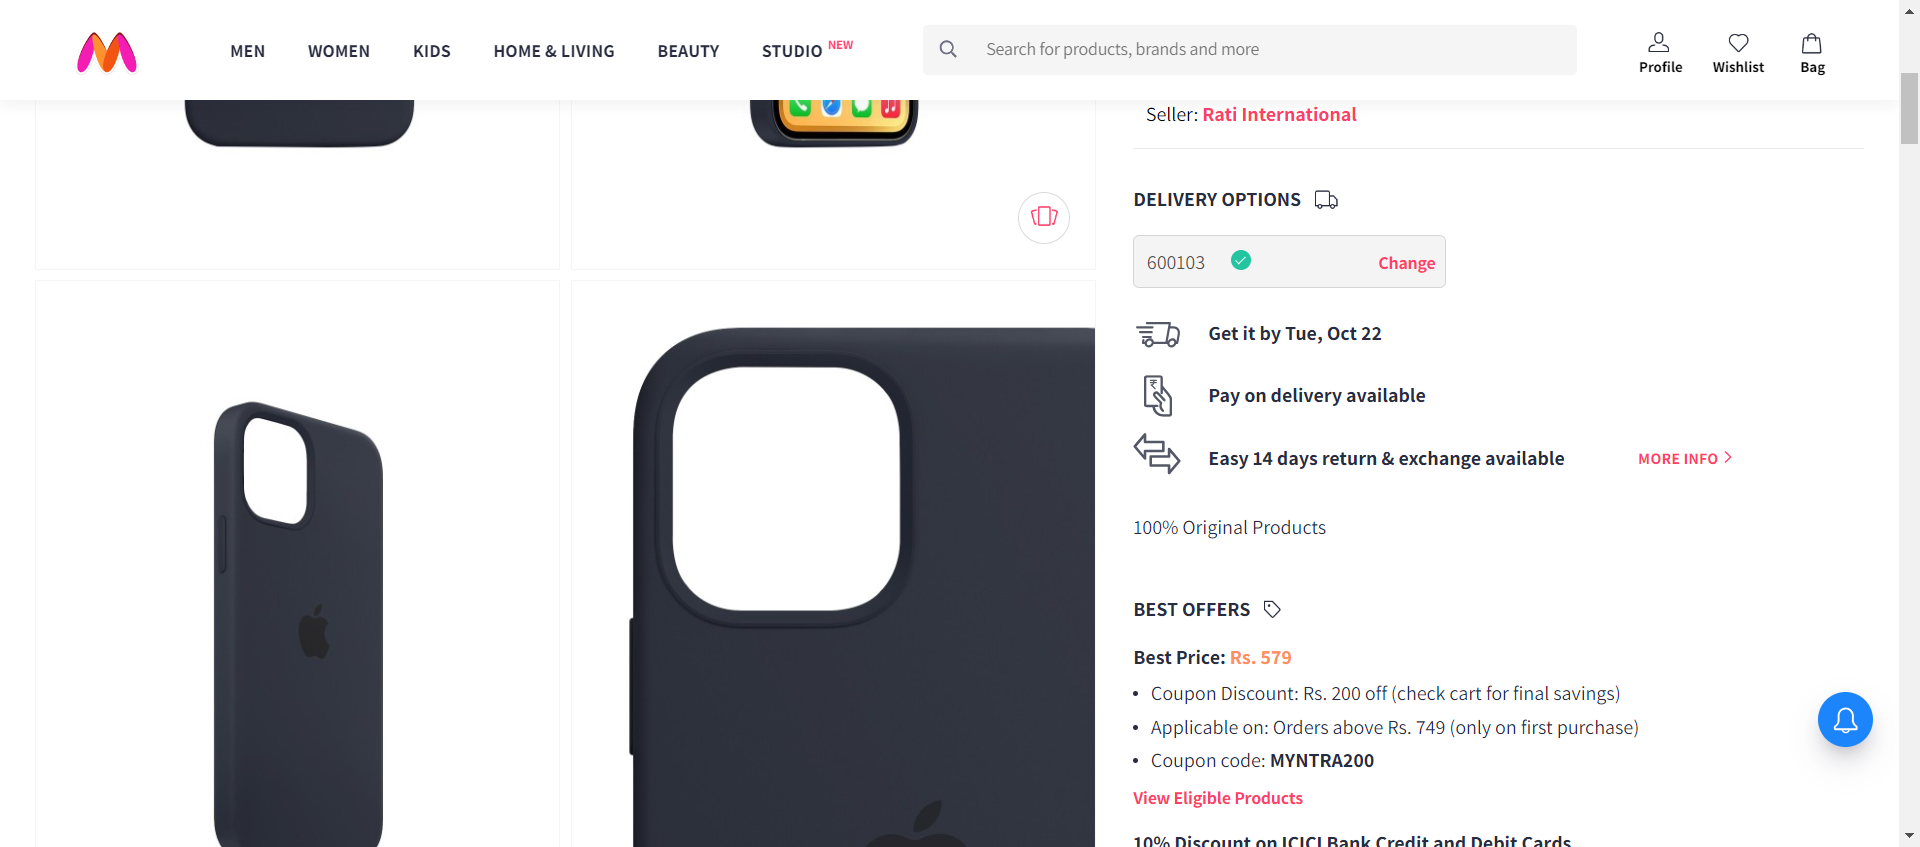 MEN WOMEN KIDS HOME & LIVING BEAUTY STUDIO NEW Search for products, brands and more Profile Wishlist Bag
Seller: Rati International
DELIVERY OPTIONS
600103 Change
Get it by Tue, Oct 22
Pay on delivery available
Easy 14 days return & exchange available MORE INFO
100% Original Products
BEST OFFERS
Best Price: Rs. 579
• Coupon Discount: Rs. 200 off (check cart for final savings)
• Applicable on: Orders above Rs. 749 (only on first purchase)
• Coupon code: MYNTRA200
View Eligible Products
10% Discount on ICICI Bank Credit and Debit Cards